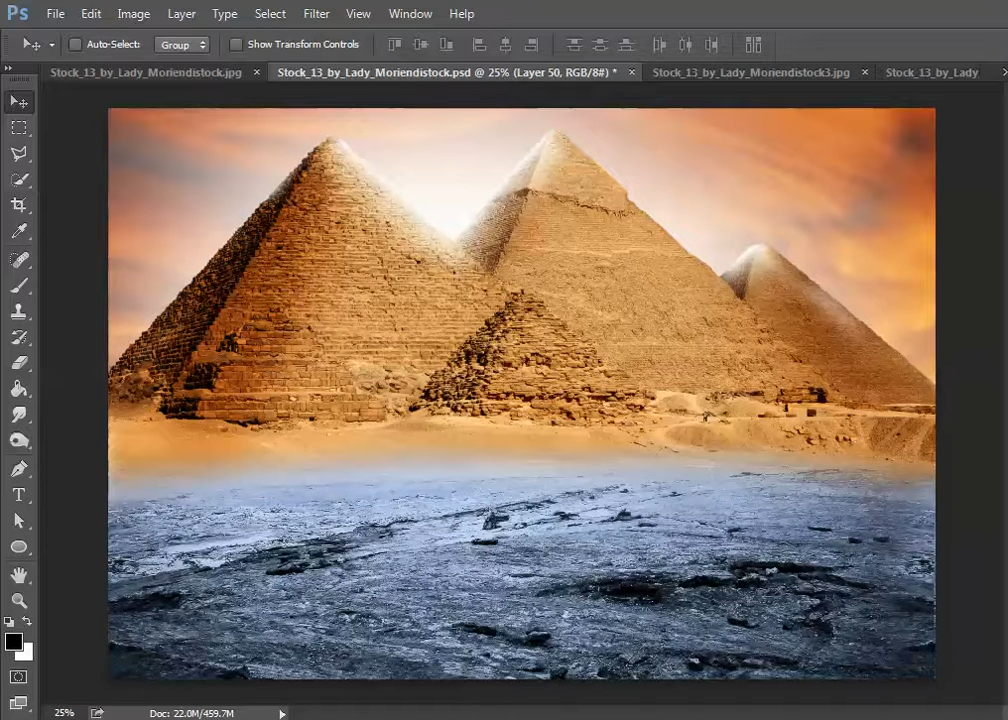 Ps File Edit Image Layer Type Select Filter View Window Help
Auto-Select: Group Show Transform Controls
Stock_13_by_Lady_Moriendistock.jpg × Stock_13_by_Lady_Moriendistock.psd @ 25% (Layer 50, RGB/8#) * × Stock_13_by_Lady_Moriendistock3.jpg × Stock_13_by_Lady
T
25% Doc: 22.0M/459.7M